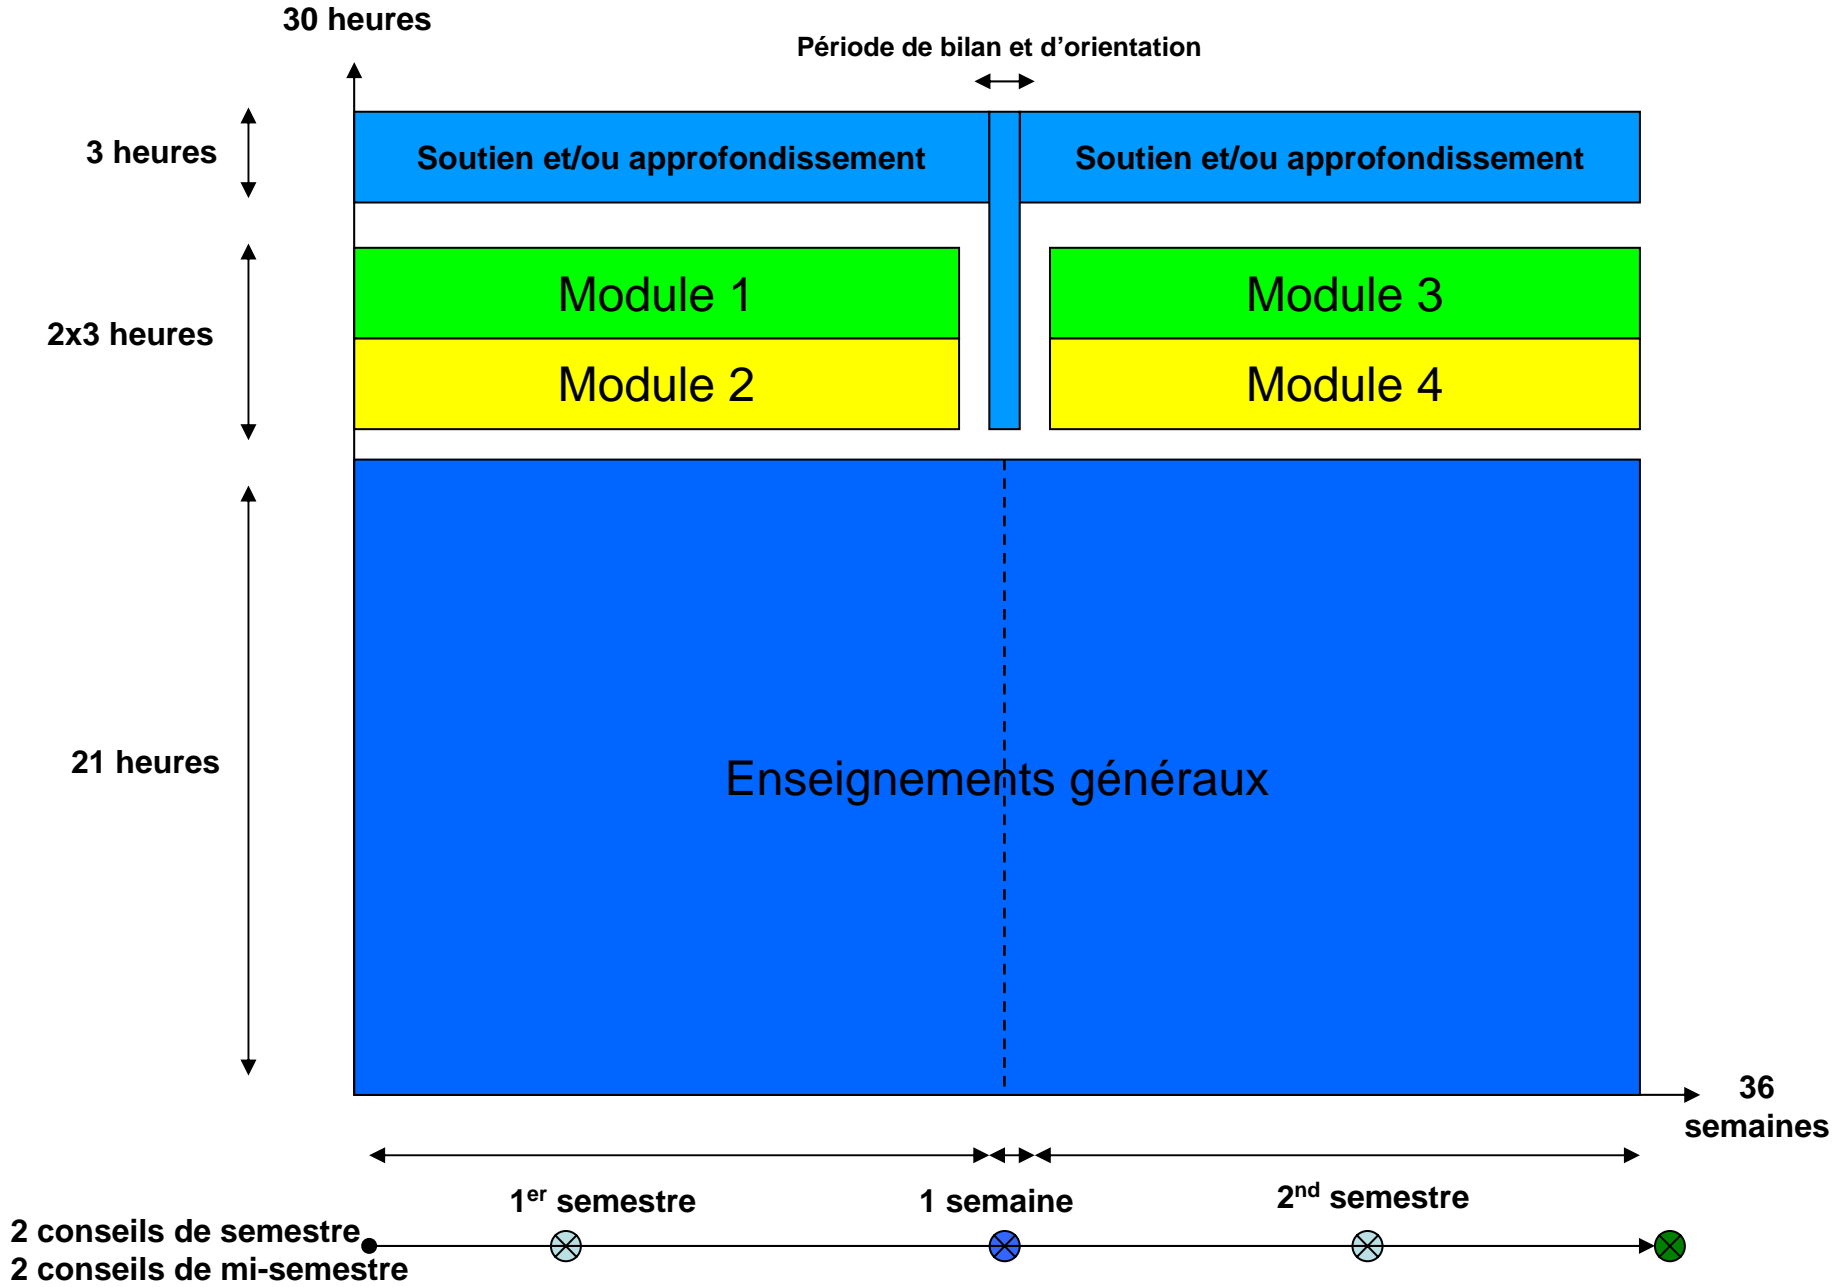 30 heures
Période de bilan et d’orientation
3 heures
Soutien et/ou approfondissement
Soutien et/ou approfondissement
2x3 heures
Module 1
Module 3
Module 2
Module 4
21 heures
Enseignements généraux
36
semaines
1er semestre
1 semaine
2nd semestre
2 conseils de semestre
2 conseils de mi-semestre